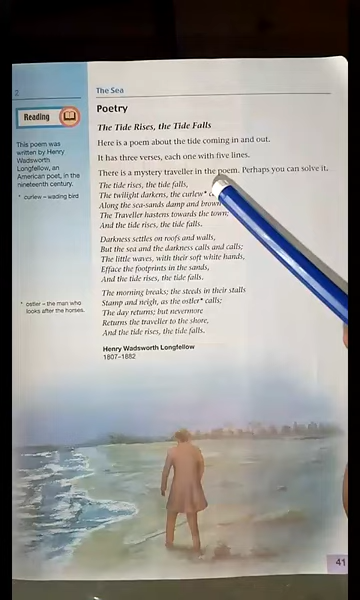 2
The Sea
Reading
Poetry
The Tide Rises, the Tide Falls
Here is a poem about the tide coming in and out.
It has three verses, each one with five lines.
There is a mystery traveller in the poem. Perhaps you can solve it.
This poem was
written by Henry
Wadsworth
Longfellow, an
American poet, in the
nineteenth century.
* curlew – wading bird
The tide rises, the tide falls,
The twilight darkens, the curlew*
Along the sea-sands damp and brown
The Traveller hastens towards the town;
And the tide rises, the tide falls.
Darkness settles on roofs and walls,
But the sea and the darkness calls and calls;
The little waves, with their soft white hands,
Efface the footprints in the sands,
And the tide rises, the tide falls.
The morning breaks; the steeds in their stalls
Stamp and neigh, as the ostler* calls;
The day returns; but nevermore
Returns the traveller to the shore,
And the tide rises, the tide falls.
* ostler – the man who
looks after the horses.
Henry Wadsworth Longfellow
1807–1882
41